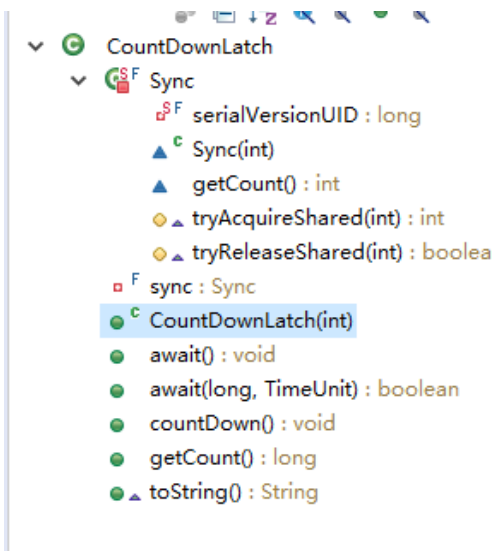 CountDownLatch
S F Sync
S F serialVersionUID : long
C Sync(int)
getCount() : int
tryAcquireShared(int) : int
tryReleaseShared(int) : boolea
F sync : Sync
C CountDownLatch(int)
await() : void
await(long, TimeUnit) : boolean
countDown() : void
getCount() : long
toString() : String